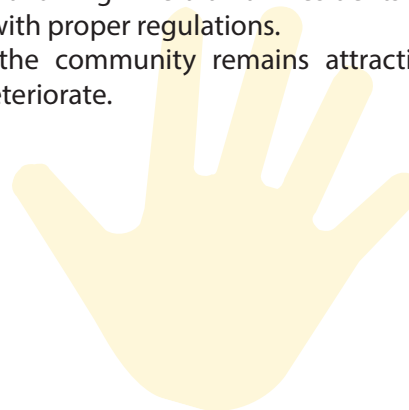 with proper regulations.
the community remains attracti
eteriorate.